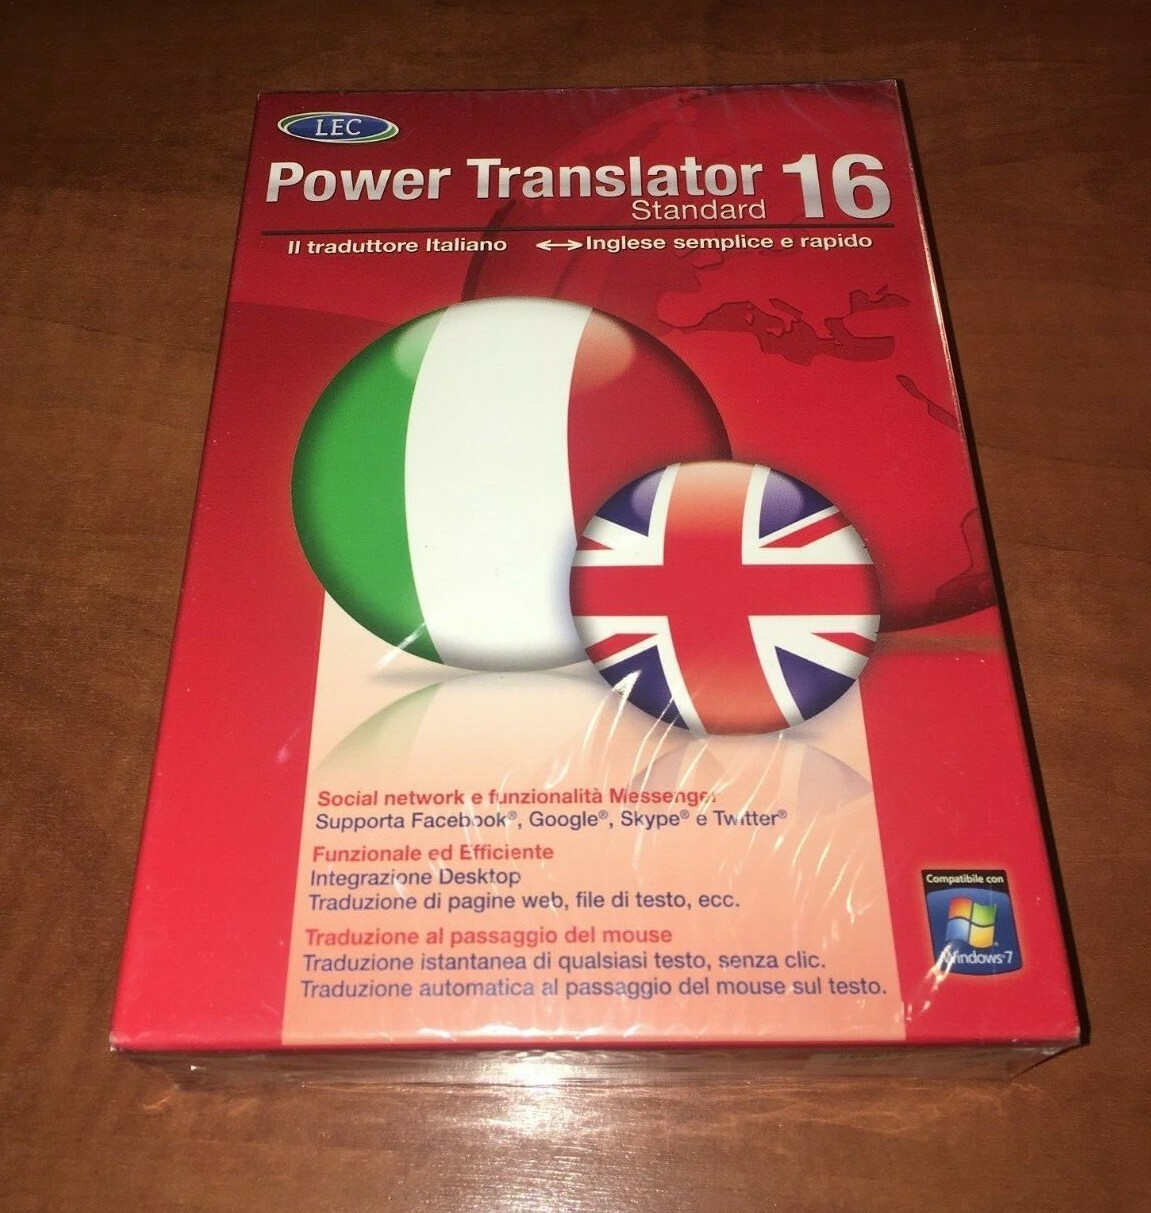 LEC
Power Translator 16
Standard
Il traduttore Italiano ↔ Inglese semplice e rapido
Social network e funzionalità Messenger
Supporta Facebook®, Google®, Skype® e Twitter®
Funzionale ed Efficiente
Integrazione Desktop
Traduzione di pagine web, file di testo, ecc.
Traduzione al passaggio del mouse
Traduzione istantanea di qualsiasi testo, senza clic.
Traduzione automatica al passaggio del mouse sul testo.
Compatibile con
Windows® 7